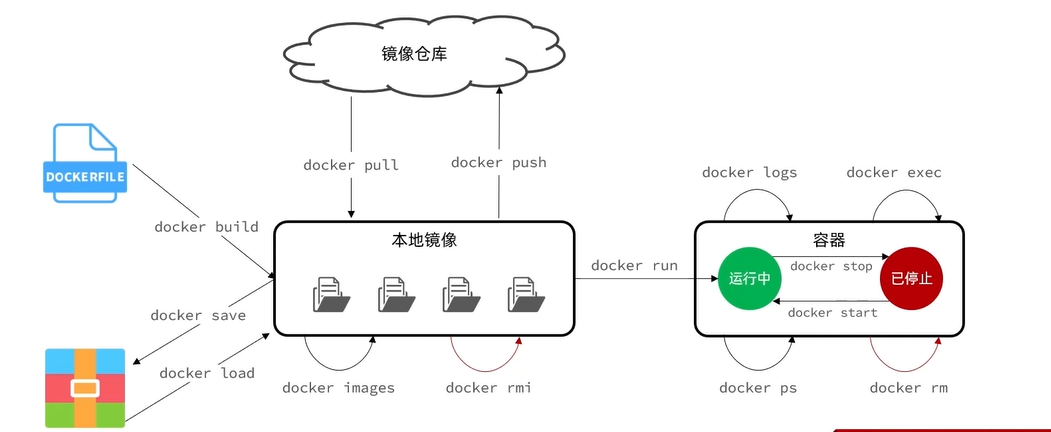 镜像仓库
docker pull
docker push
DOCKERFILE
docker build
docker logs
docker exec
本地镜像
容器
docker run
运行中
docker stop
已停止
docker start
docker save
docker load
docker images
docker rmi
docker ps
docker rm